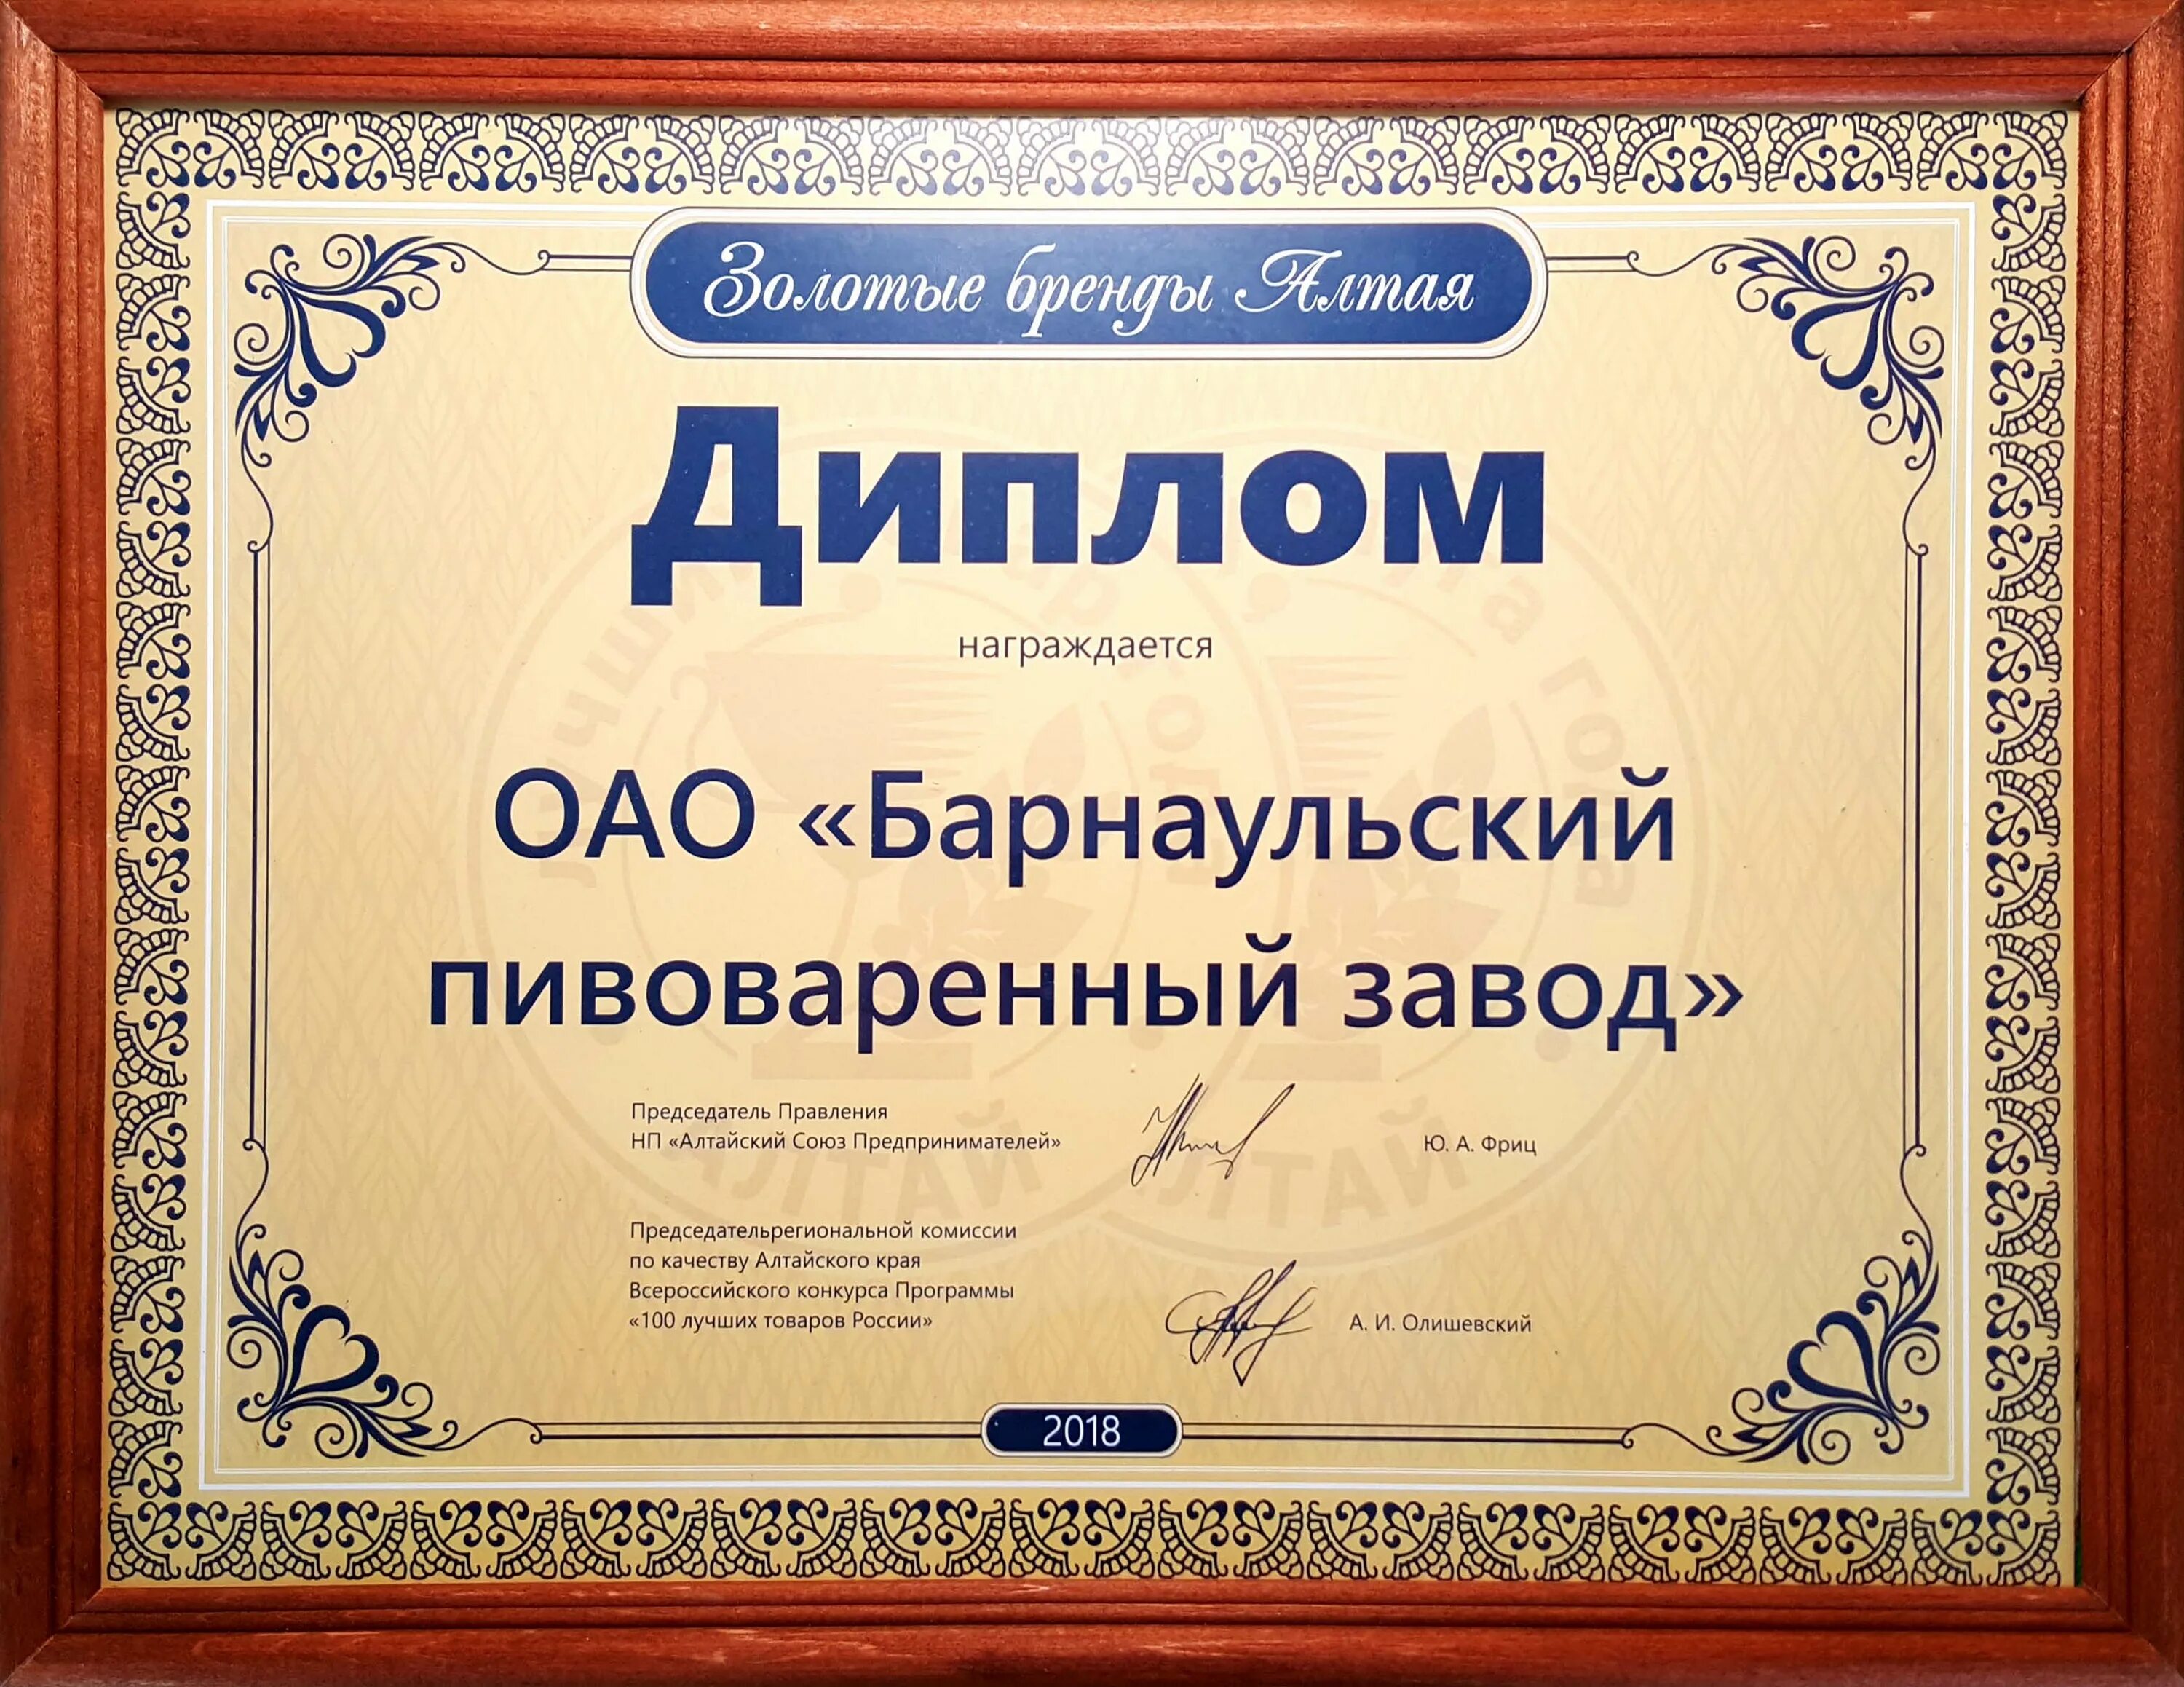 Золотые бренды Алтая
Диплом
награждается
ОАО «Барнаульский
пивоваренный завод»
Председатель Правления
НП «Алтайский Союз Предпринимателей»
Ю. А. Фриц
Председательрегиональной комиссии
по качеству Алтайского края
Всероссийского конкурса Программы
«100 лучших товаров России»
А. И. Олишевский
2018
АЛТАЙ